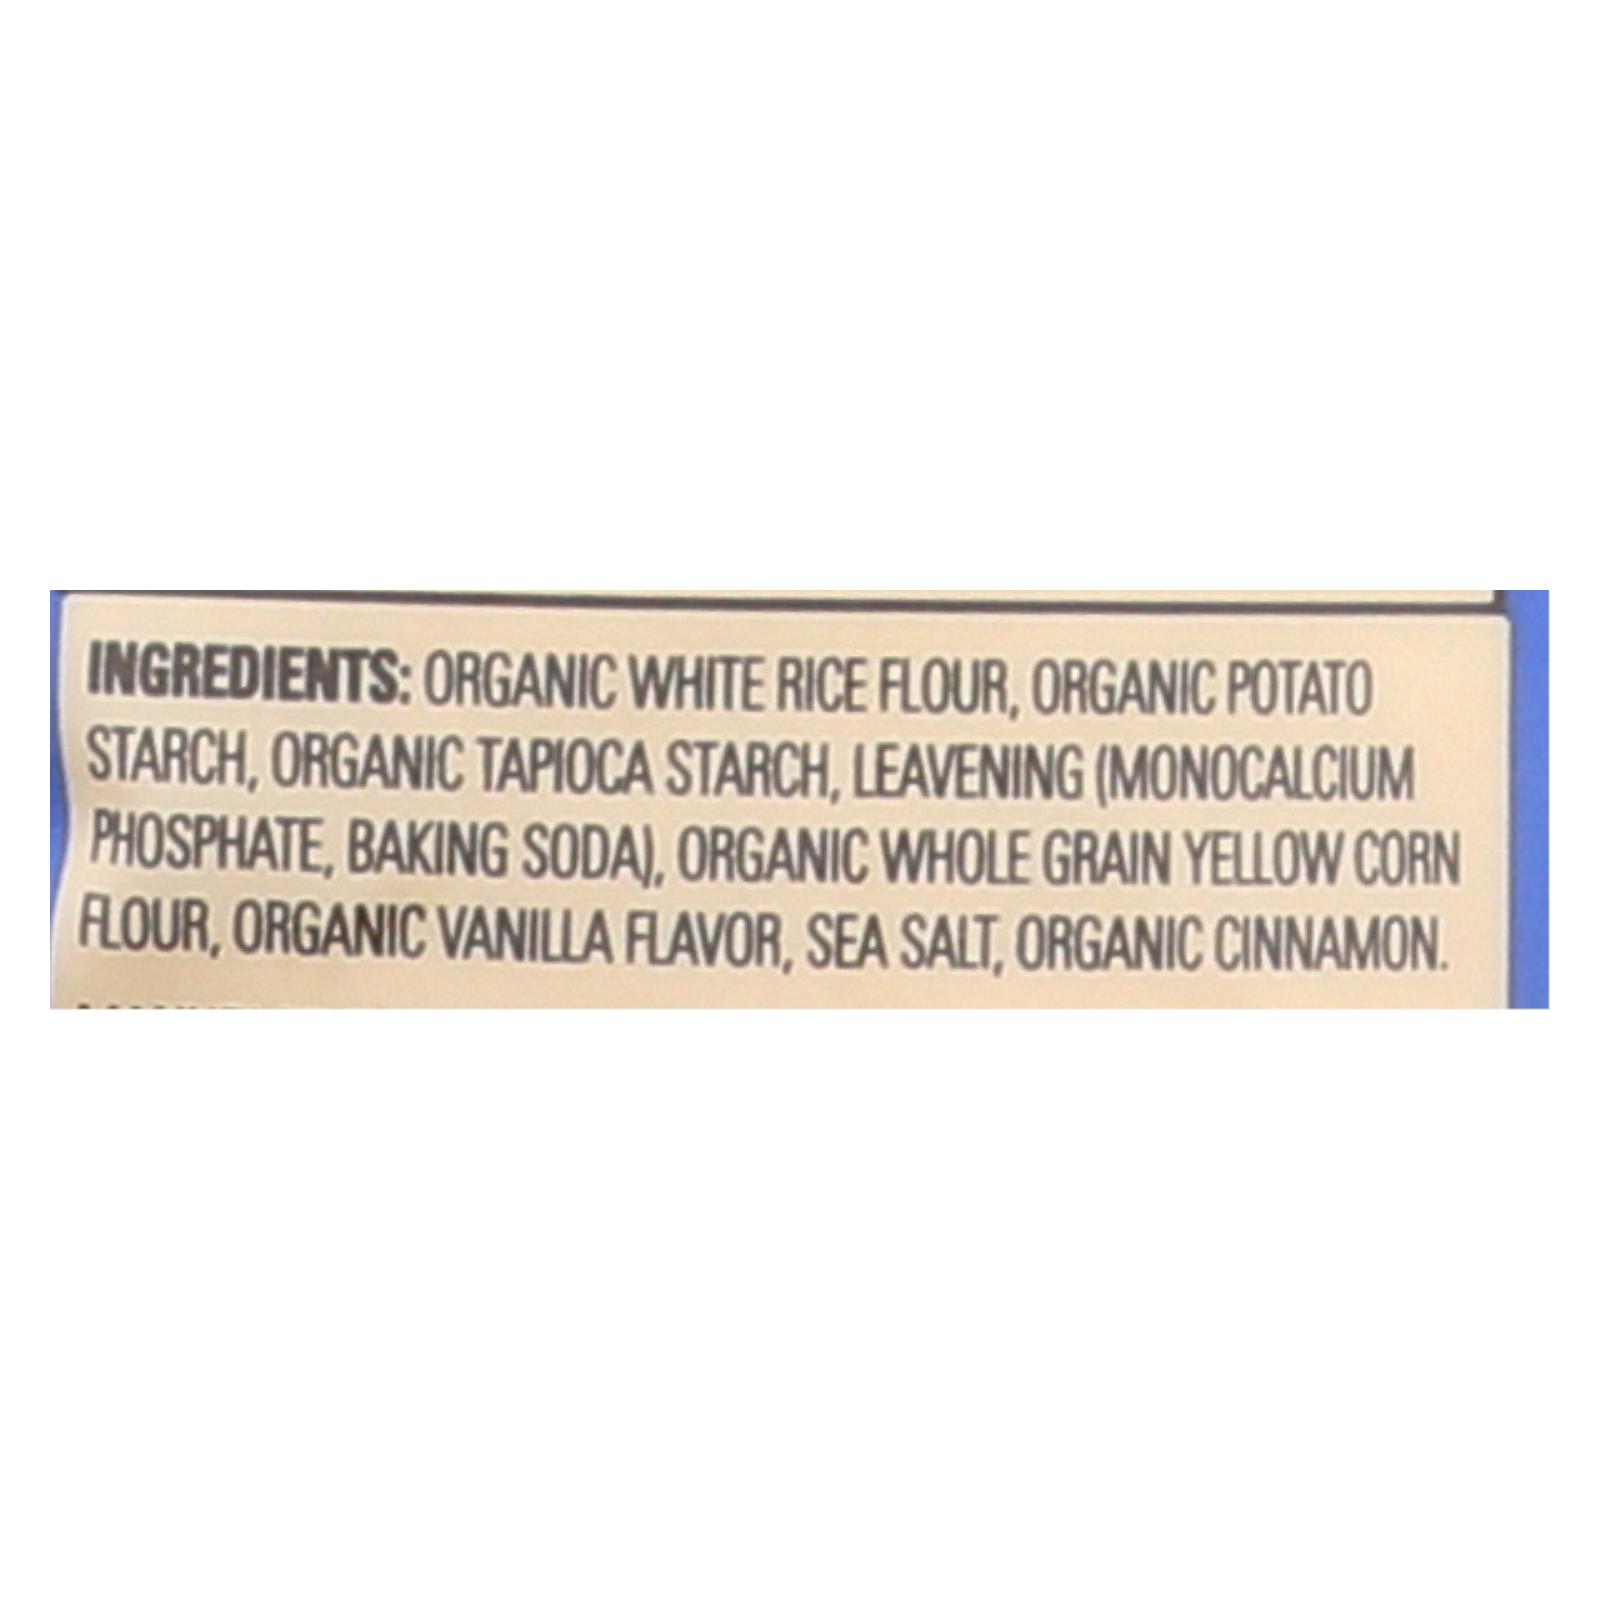 INGREDIENTS: ORGANIC WHITE RICE FLOUR, ORGANIC POTATO
STARCH, ORGANIC TAPIOCA STARCH, LEAVENING (MONOCALCIUM
PHOSPHATE, BAKING SODA), ORGANIC WHOLE GRAIN YELLOW CORN
FLOUR, ORGANIC VANILLA FLAVOR, SEA SALT, ORGANIC CINNAMON.